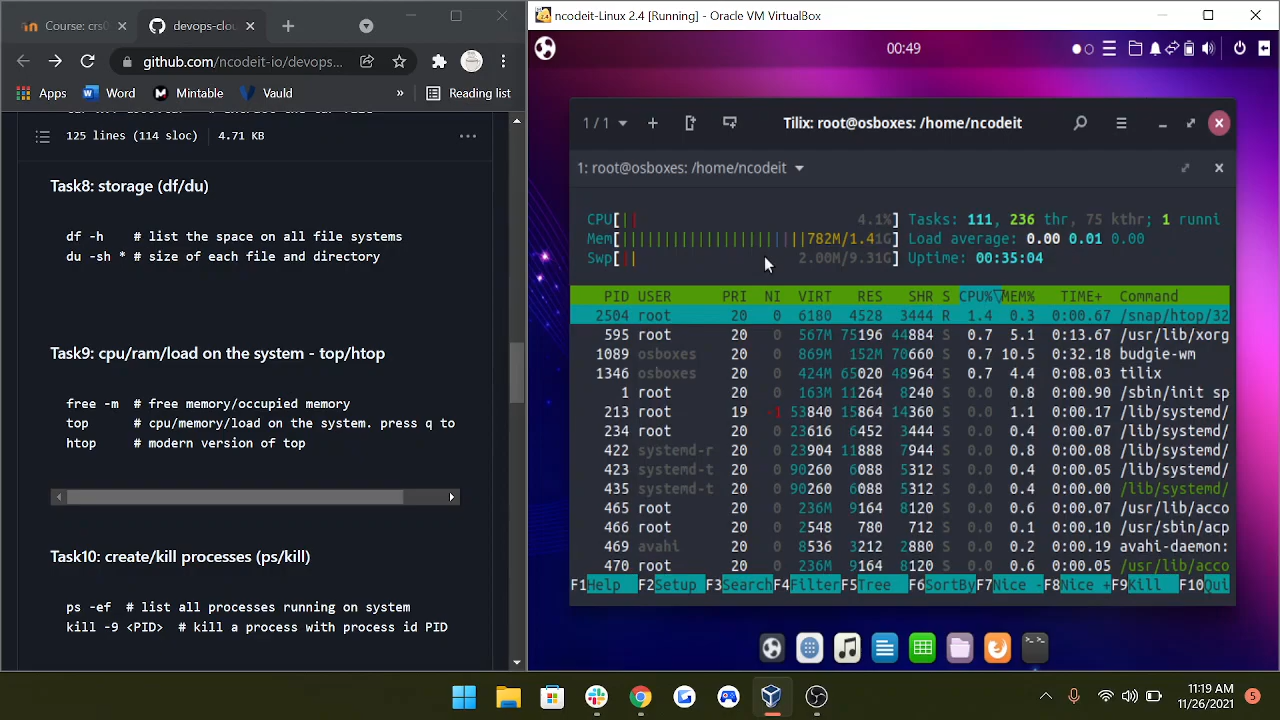 Course: crs
devops-clou
github.com/ncodeit-io/devops...
Apps
Word
Mintable
Vauld
»
Reading list
125 lines (114 sloc)
4.71 KB
Task8: storage (df/du)
df -h # list the space on all file systems
du -sh * # size of each file and directory
Task9: cpu/ram/load on the system - top/htop
free -m # free memory/occupied memory
top # cpu/memory/load on the system. press q to
htop # modern version of top
Task10: create/kill processes (ps/kill)
ps -ef # list all processes running on system
kill -9 <PID> # kill a process with process id PID
ncodeit-Linux 2.4 [Running] - Oracle VM VirtualBox
00:49
1 / 1
Tilix: root@osboxes: /home/ncodeit
1: root@osboxes: /home/ncodeit
CPU[|| 4.1%] Tasks: 111, 236 thr, 75 kthr; 1 runni
Mem[||||||||||||||||||||||782M/1.41G] Load average: 0.00 0.01 0.00
Swp[|| 2.00M/9.31G] Uptime: 00:35:04
PID USER PRI NI VIRT RES SHR S CPU%▽MEM% TIME+ Command
2504 root 20 0 6180 4528 3444 R 1.4 0.3 0:00.67 /snap/htop/32
595 root 20 0 567M 75196 44884 S 0.7 5.1 0:13.67 /usr/lib/xorg
1089 osboxes 20 0 869M 152M 70660 S 0.7 10.5 0:32.18 budgie-wm
1346 osboxes 20 0 424M 65020 48964 S 0.7 4.4 0:08.03 tilix
1 root 20 0 163M 11264 8240 S 0.0 0.8 0:00.90 /sbin/init sp
213 root 19 -1 53840 15864 14360 S 0.0 1.1 0:00.17 /lib/systemd/
234 root 20 0 23616 6452 3444 S 0.0 0.4 0:00.67 /lib/systemd/
422 systemd-r 20 0 23904 11888 7944 S 0.0 0.8 0:00.08 /lib/systemd/
423 systemd-t 20 0 90260 6088 5312 S 0.0 0.4 0:00.05 /lib/systemd/
435 systemd-t 20 0 90260 6088 5312 S 0.0 0.4 0:00.00 /lib/systemd/
465 root 20 0 236M 9164 8120 S 0.0 0.6 0:00.07 /usr/lib/acco
466 root 20 0 2548 780 712 S 0.0 0.1 0:00.10 /usr/sbin/acp
469 avahi 20 0 8536 3212 2880 S 0.0 0.2 0:00.19 avahi-daemon:
470 root 20 0 236M 9164 8120 S 0.0 0.6 0:00.00 /usr/lib/acco
F1Help F2Setup F3Search F4Filter F5Tree F6SortBy F7Nice - F8Nice + F9Kill F10Qui
11:19 AM
11/26/2021
5